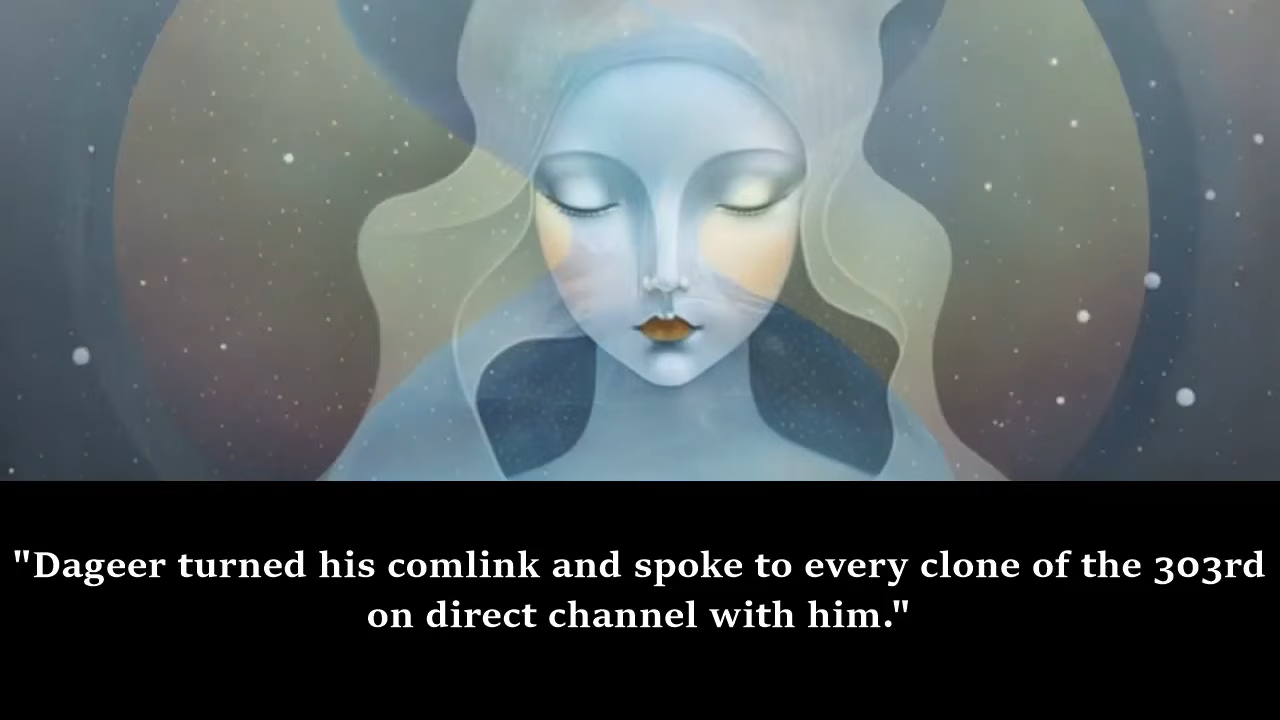 "Dageer turned his comlink and spoke to every clone of the 303rd
on direct channel with him."